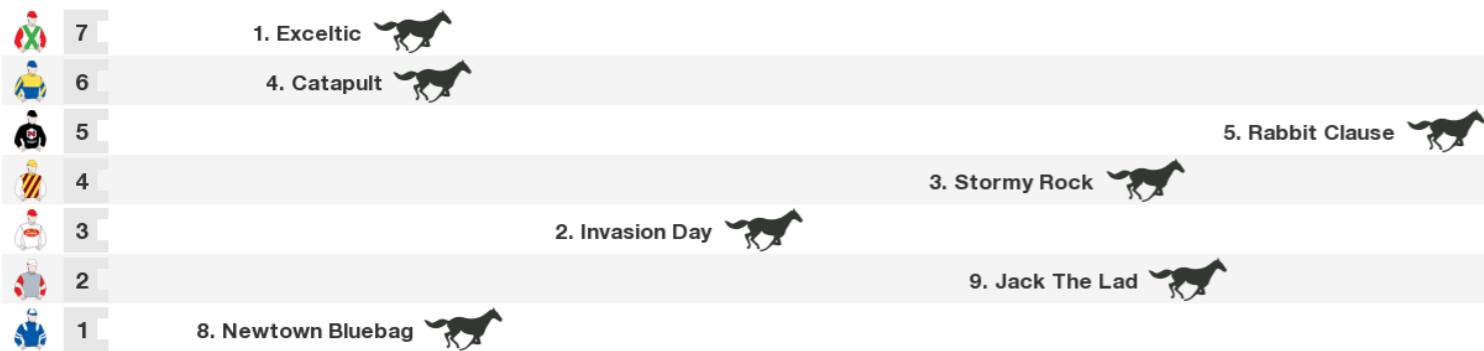 7 1. Exceltic
6 4. Catapult
5 5. Rabbit Clause
4 3. Stormy Rock
3 2. Invasion Day
2 9. Jack The Lad
1 8. Newtown Bluebag